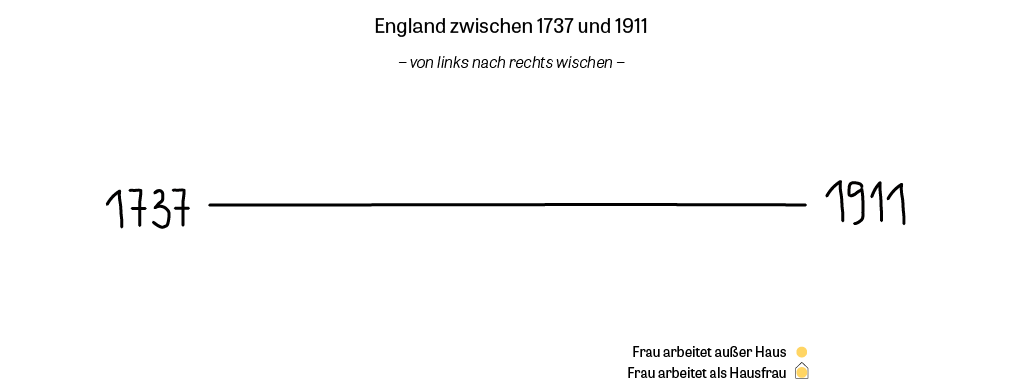 England zwischen 1737 und 1911
– von links nach rechts wischen –
1737 1911
Frau arbeitet außer Haus
Frau arbeitet als Hausfrau